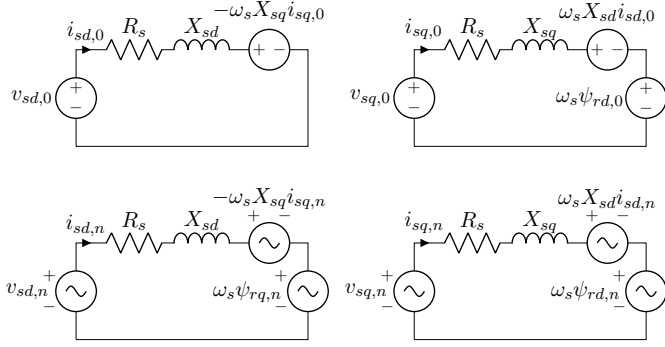 i_{sd,0} R_s X_{sd} -ω_s X_{sq} i_{sq,0}
+ -
v_{sd,0} + -
i_{sq,0} R_s X_{sq} ω_s X_{sd} i_{sd,0}
+ -
v_{sq,0} + - ω_s ψ_{rd,0} + -
i_{sd,n} R_s X_{sd} -ω_s X_{sq} i_{sq,n}
+ -
v_{sd,n} + - ω_s ψ_{rq,n} + -
i_{sq,n} R_s X_{sq} ω_s X_{sd} i_{sd,n}
+ -
v_{sq,n} + - ω_s ψ_{rd,n} + -